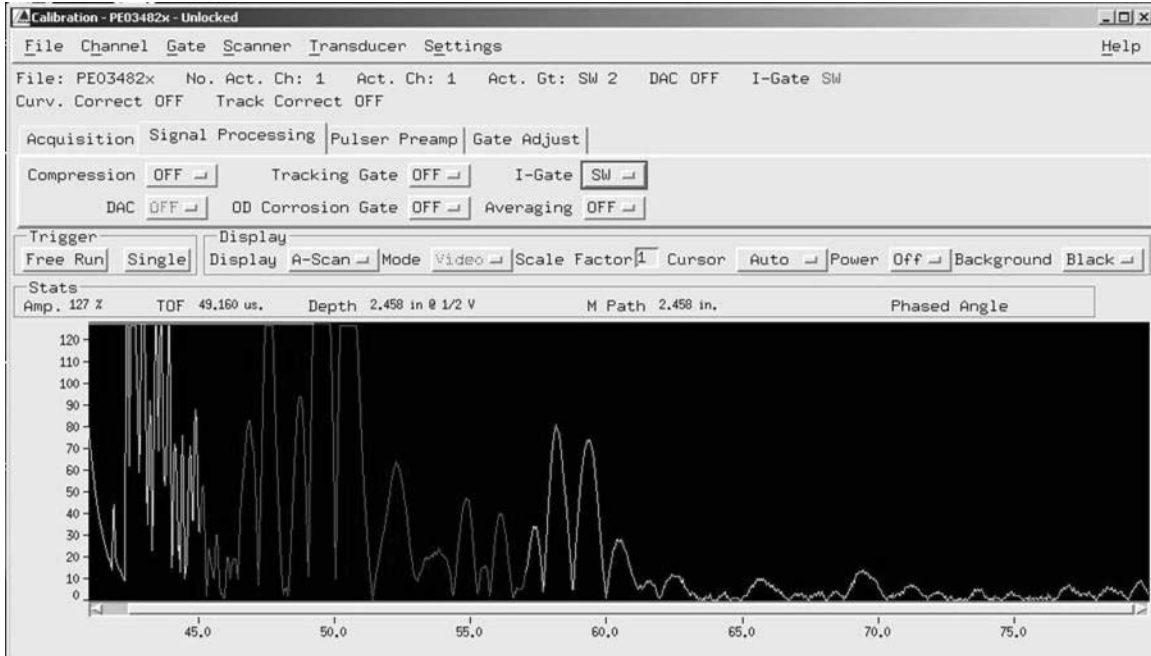 Calibration - PE03482x - Unlocked
File Channel Gate Scanner Transducer Settings Help
File: PE03482x No. Act. Ch: 1 Act. Ch: 1 Act. Gt: SW 2 DAC OFF I-Gate SW
Curv. Correct OFF Track Correct OFF
Acquisition Signal Processing Pulser Preamp Gate Adjust
Compression OFF Tracking Gate OFF I-Gate SW
DAC OFF OD Corrosion Gate OFF Averaging OFF
Trigger Display
Free Run Single Display A-Scan Mode Video Scale Factor 1 Cursor Auto Power Off Background Black
Stats
Amp. 127 % TOF 49.160 us. Depth 2.458 in @ 1/2 V M Path 2.458 in. Phased Angle
120
110
100
90
80
70
60
50
40
30
20
10
0
45.0 50.0 55.0 60.0 65.0 70.0 75.0